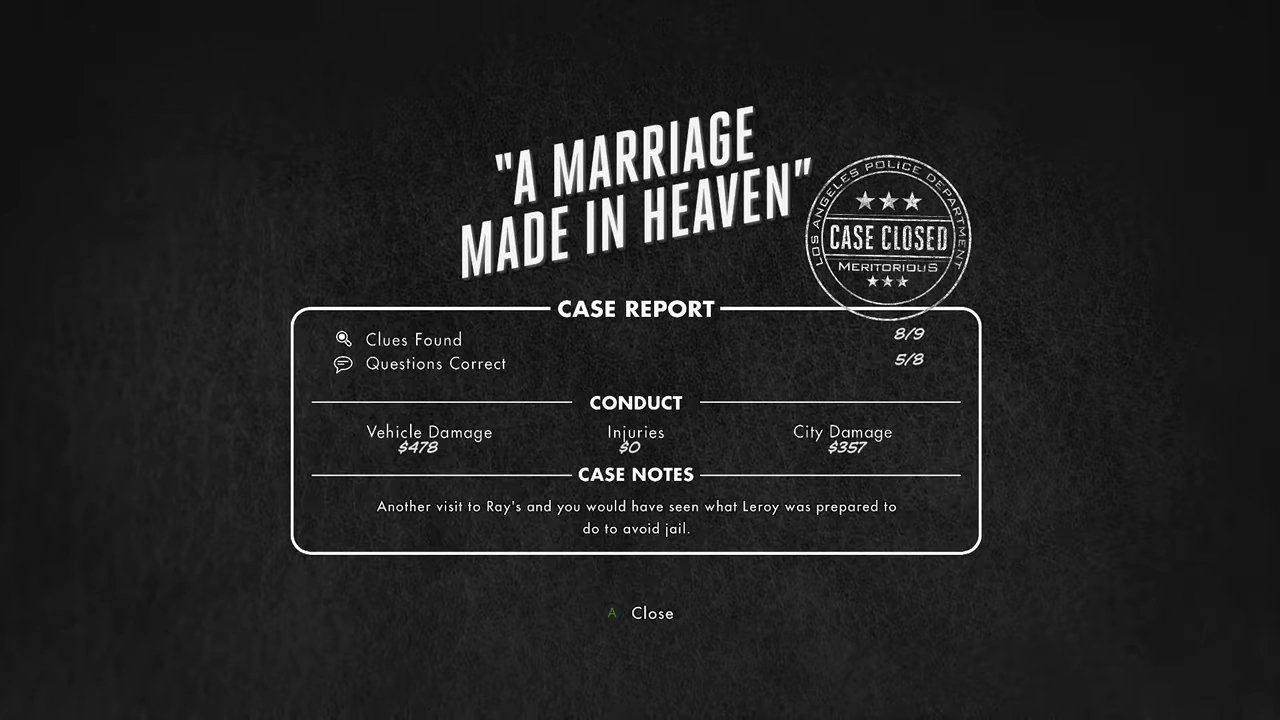 "A MARRIAGE
MADE IN HEAVEN"
LOS ANGELES POLICE DEPARTMENT
CASE CLOSED
MERITORIOUS
CASE REPORT
Clues Found 8/9
Questions Correct 5/8
CONDUCT
Vehicle Damage Injuries City Damage
$478 $0 $357
CASE NOTES
Another visit to Ray's and you would have seen what Leroy was prepared to
do to avoid jail.
A Close